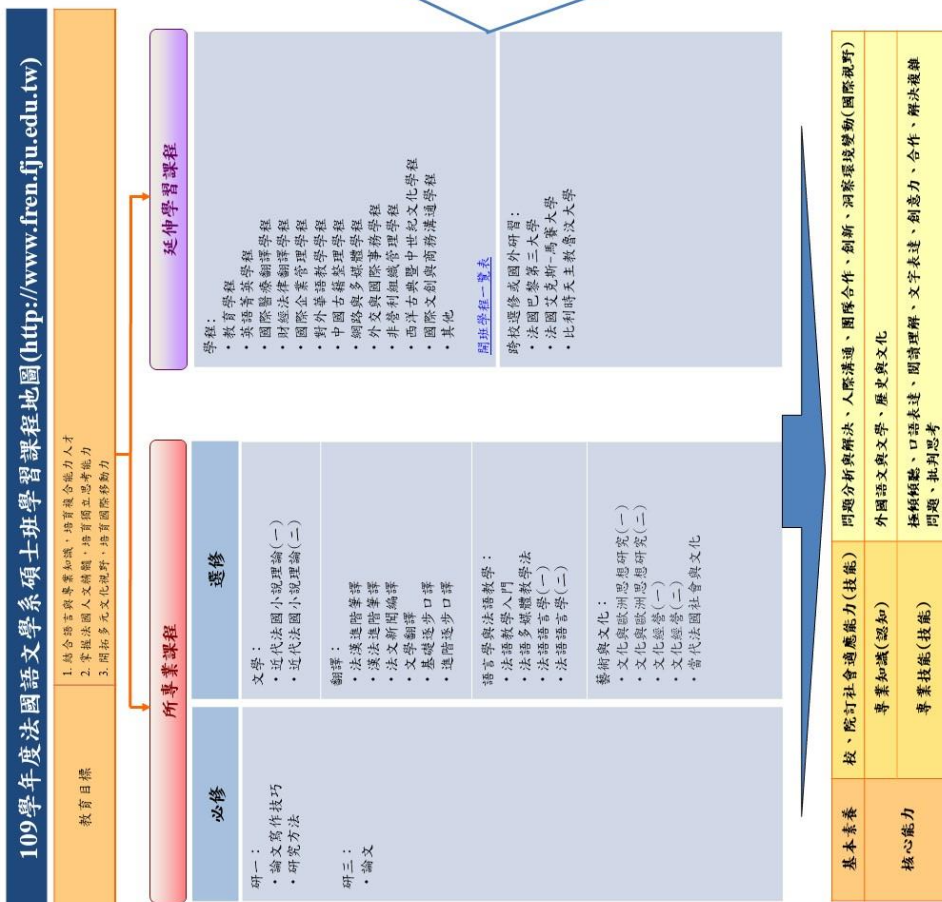 109學年度法國語文學系碩士班學習課程地圖(http://www.fren.fju.edu.tw)
教育目標
1. 結合語言與專業知識，培育複合能力人才
2. 掌握法國人文精髓，培育獨立思考能力
3. 開拓多元文化視野，培育國際移動力
所專業課程
必修
研一：
• 論文寫作技巧
• 研究方法
研三：
• 論文
選修
文學：
• 近代法國小說理論(一)
• 近代法國小說理論(二)
翻譯：
• 法漢進階筆譯
• 漢法進階筆譯
• 法文新聞編譯
• 文學翻譯
• 基礎逐步口譯
• 進階逐步口譯
語言學與法語教學：
• 法語教學入門
• 法語多媒體教學法
• 法語語言學(一)
• 法語語言學(二)
藝術與文化：
• 文化與歐洲思想研究(一)
• 文化與歐洲思想研究(二)
• 文化經營(一)
• 文化經營(二)
• 當代法國社會與文化
延伸學習課程
學程：
• 教育學程
• 英語菁英學程
• 國際醫療翻譯學程
• 財經法律翻譯學程
• 國際企業管理學程
• 對外華語教學學程
• 中國古籍整理學程
• 網路與多媒體學程
• 外交與國際事務學程
• 非營利組織管理學程
• 西洋古典暨中世紀文化學程
• 國際文創與商務溝通學程
• 其他
開班學程一覽表
跨校選修或國外研習：
• 法國巴黎第三大學
• 法國艾克斯-馬賽大學
• 比利時天主教魯汶大學
基本素養
校、院訂社會適應能力(技能)
問題分析與解決、人際溝通、團隊合作、創新、洞察環境變動(國際視野)
核心能力
專業知識(認知)
外國語文與文學、歷史與文化
專業技能(技能)
傾聽、口語表達、閱讀理解、文字表達、創意力、合作、解決複雜
問題、批判思考